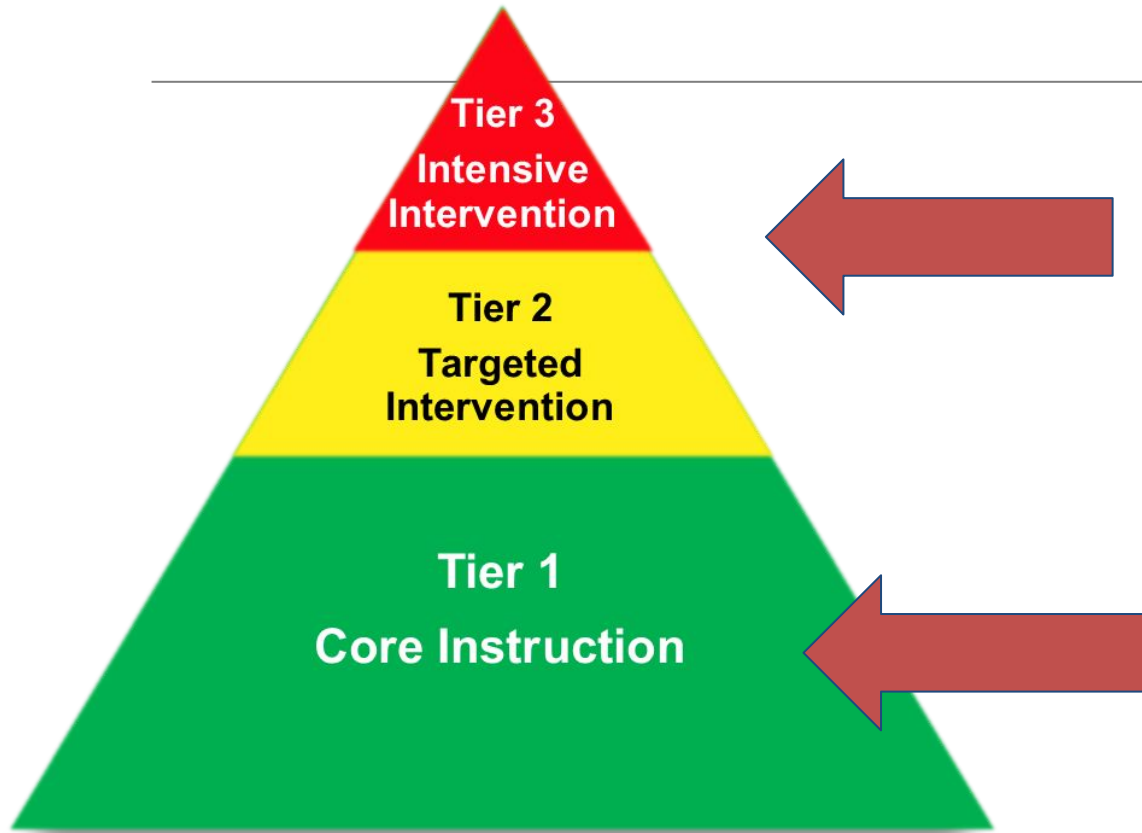 Tier 3
Intensive
Intervention
Tier 2
Targeted
Intervention
Tier 1
Core Instruction